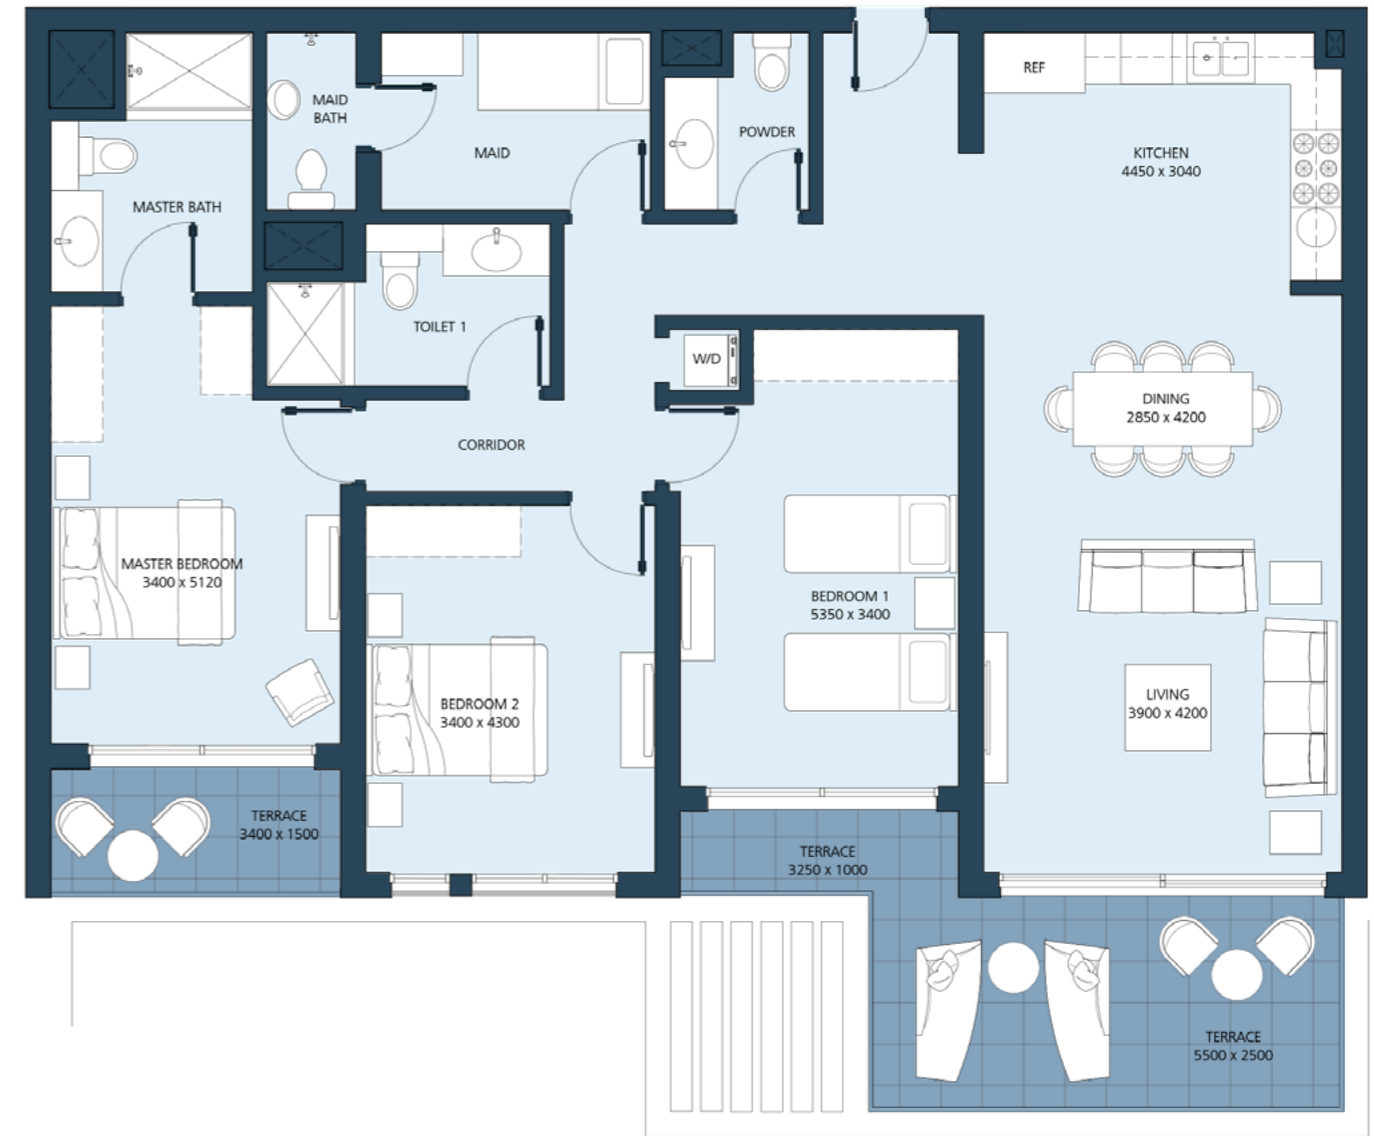 REF
MAID
BATH
MAID
POWDER
KITCHEN
4450 x 3040
MASTER BATH
TOILET 1
W/D
DINING
2850 x 4200
CORRIDOR
MASTER BEDROOM
3400 x 5120
BEDROOM 1
5350 x 3400
BEDROOM 2
3400 x 4300
LIVING
3900 x 4200
TERRACE
3400 x 1500
TERRACE
3250 x 1000
TERRACE
5500 x 2500